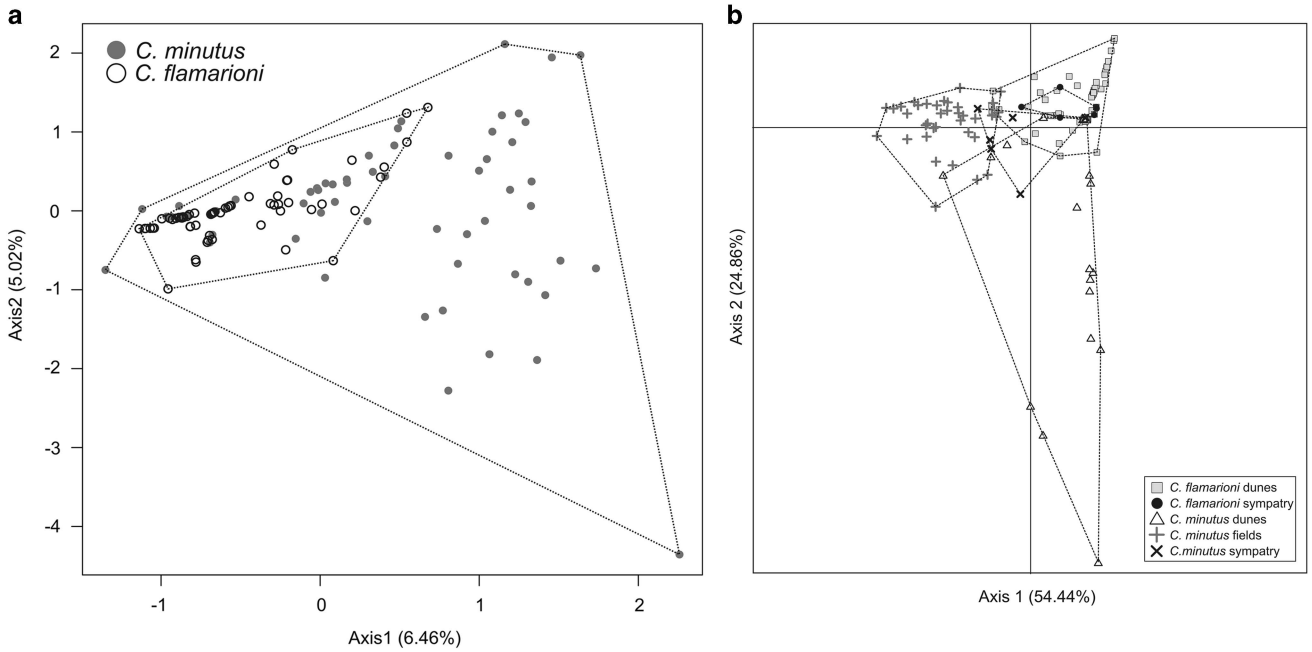 a
C. minutus
C. flamarioni
2
1
0
-1
-2
-3
-4
Axis2 (5.02%)
-1
0
1
2
Axis1 (6.46%)
b
Axis 2 (24.86%)
C. flamarioni dunes
C. flamarioni sympatry
C. minutus dunes
C. minutus fields
C.minutus sympatry
Axis 1 (54.44%)